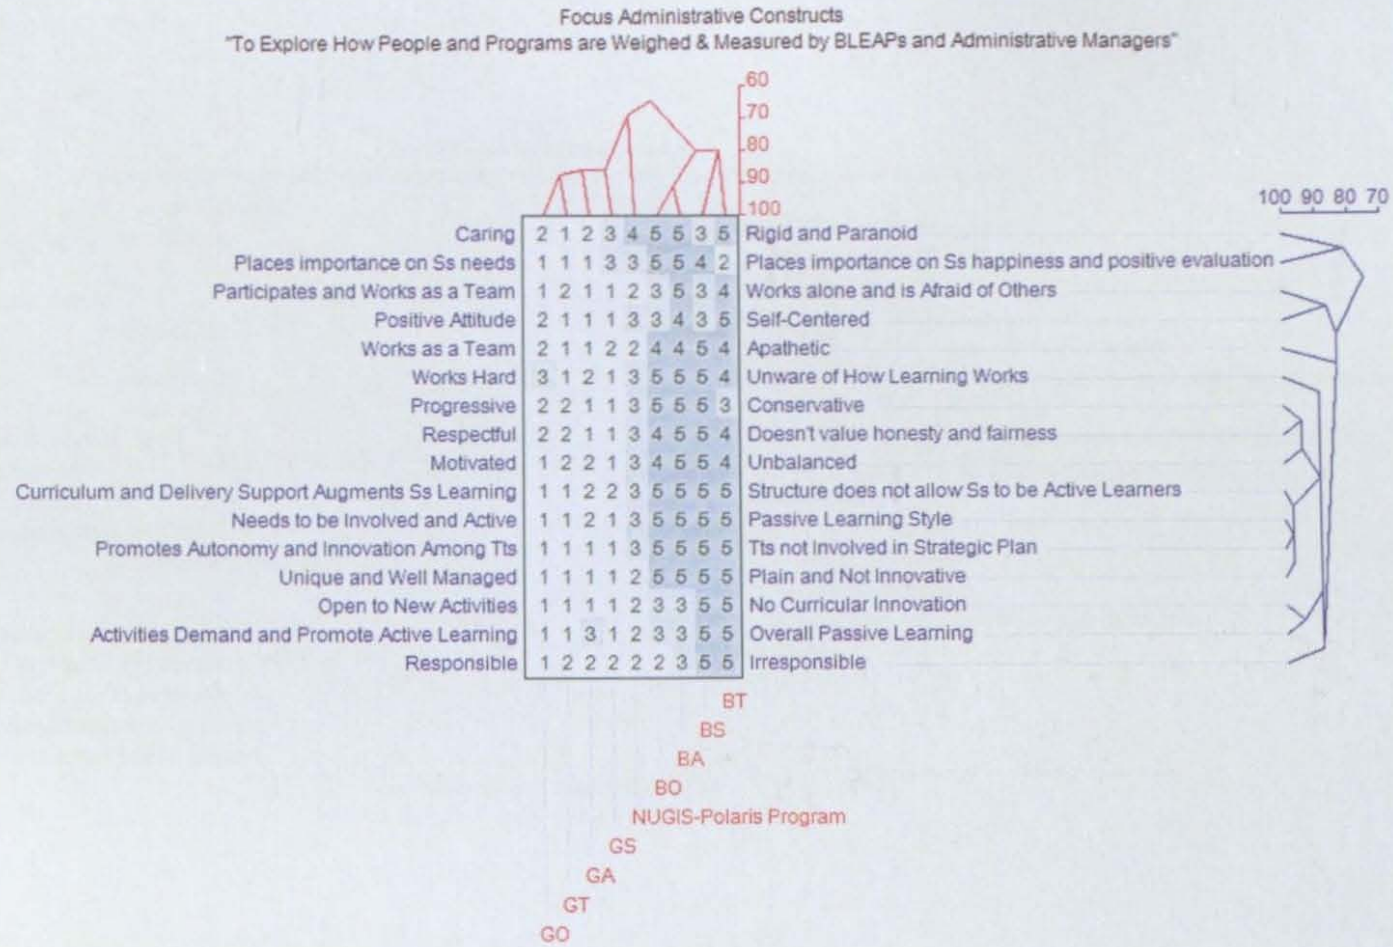 Focus Administrative Constructs
"To Explore How People and Programs are Weighed & Measured by BLEAPs and Administrative Managers"
60
70
80
90
100
100 90 80 70
Caring 2 1 2 3 4 5 5 3 5 Rigid and Paranoid
Places importance on Ss needs 1 1 1 3 3 5 5 4 2 Places importance on Ss happiness and positive evaluation
Participates and Works as a Team 1 2 1 1 2 3 5 3 4 Works alone and is Afraid of Others
Positive Attitude 2 1 1 1 3 3 4 3 5 Self-Centered
Works as a Team 2 1 1 2 2 4 4 5 4 Apathetic
Works Hard 3 1 2 1 3 5 5 5 4 Unware of How Learning Works
Progressive 2 2 1 1 3 5 5 5 3 Conservative
Respectful 2 2 1 1 3 4 5 5 4 Doesn't value honesty and fairness
Motivated 1 2 2 1 3 4 5 5 4 Unbalanced
Curriculum and Delivery Support Augments Ss Learning 1 1 2 2 3 5 5 5 5 Structure does not allow Ss to be Active Learners
Needs to be Involved and Active 1 1 2 1 3 5 5 5 5 Passive Learning Style
Promotes Autonomy and Innovation Among Tts 1 1 1 1 3 5 5 5 5 Tts not Involved in Strategic Plan
Unique and Well Managed 1 1 1 1 2 5 5 5 5 Plain and Not Innovative
Open to New Activities 1 1 1 1 2 3 3 5 5 No Curricular Innovation
Activities Demand and Promote Active Learning 1 1 3 1 2 3 3 5 5 Overall Passive Learning
Responsible 1 2 2 2 2 2 3 5 5 Irresponsible
BT
BS
BA
BO
NUGIS-Polaris Program
GS
GA
GT
GO